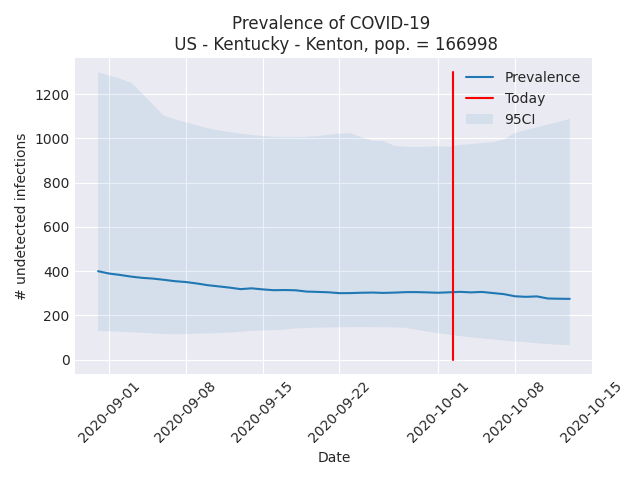 Prevalence of COVID-19
US - Kentucky - Kenton, pop. = 166998
Prevalence
Today
95CI
# undetected infections
1200
1000
800
600
400
200
0
2020-09-01
2020-09-08
2020-09-15
2020-09-22
2020-10-01
2020-10-08
2020-10-15
Date